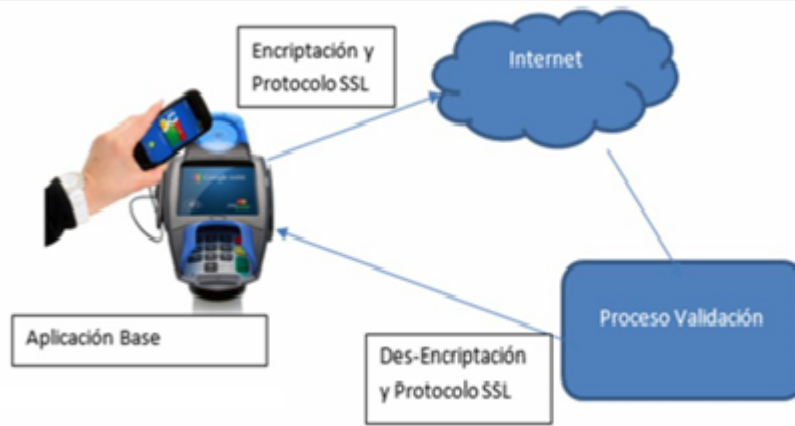 Encriptación y
Protocolo SSL
Internet
Aplicación Base
Proceso Validación
Des-Encriptación
y Protocolo SSL